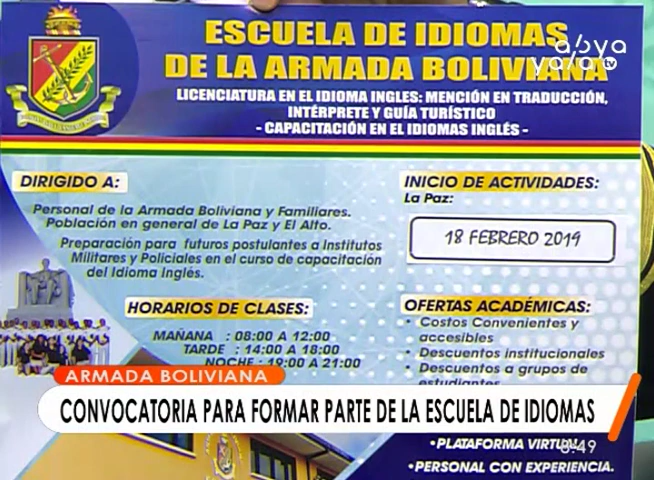 ESCUELA DE IDIOMAS
DE LA ARMADA BOLIVIANA
abya
yala tv
LICENCIATURA EN EL IDIOMA INGLES: MENCIÓN EN TRADUCCIÓN,
INTÉRPRETE Y GUÍA TURÍSTICO
- CAPACITACIÓN EN EL IDIOMAS INGLÉS -
DIRIGIDO A:
Personal de la Armada Boliviana y Familiares.
Población en general de La Paz y El Alto.
Preparación para futuros postulantes a Institutos
Militares y Policiales en el curso de capacitación
del Idioma Inglés.
INICIO DE ACTIVIDADES:
La Paz:
18 FEBRERO 2019
HORARIOS DE CLASES:
MAÑANA : 08:00 A 12:00
TARDE : 14:00 A 18:00
NOCHE : 19:00 A 21:00
OFERTAS ACADÉMICAS:
• Costos Convenientes y
accesibles
• Descuentos institucionales
• Descuentos a grupos de
estudiantes
ARMADA BOLIVIANA
CONVOCATORIA PARA FORMAR PARTE DE LA ESCUELA DE IDIOMAS
• PLATAFORMA VIRTUAL
8:49
• PERSONAL CON EXPERIENCIA.